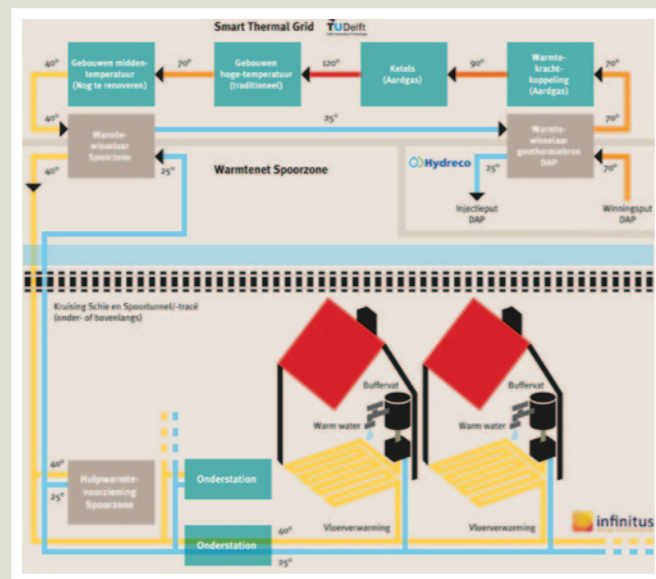 Smart Thermal Grid
TU Delft
40°
Gebouwen midden-
temperatuur
(Nog te renoveren)
70°
Gebouwen
hoge-temperatuur
(traditioneel)
120°
Ketels
(Aardgas)
90°
Warmte-
kracht-
koppeling
(Aardgas)
70°
40°
Warmte-
wisselaar
Spoorzone
25°
Warmte-
wisselaar
geothermiebron
DAP
70°
40°
25°
Warmtenet Spoorzone
Hydreco
25°
70°
Injectieput
DAP
Winningsput
DAP
Kruising Schie en Spoortunnel/-tracé
(onder- of bovenlangs)
Buffervat
Warm water
Vloerverwarming
Buffervat
Warm water
Vloerverwarming
40°
25°
Hulpwarmte-
voorziening
Spoorzone
Onderstation
Onderstation
40°
25°
infinitus